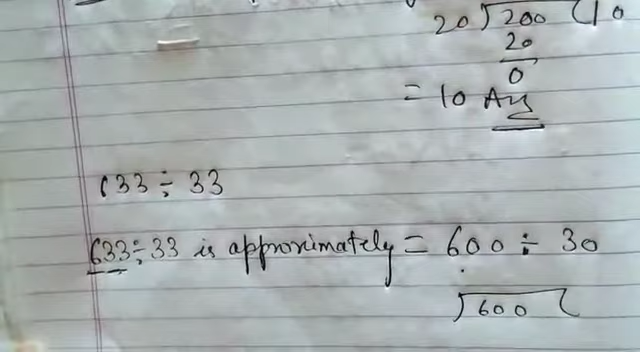 20 ) 200 ( 10
20
0
= 10 Ans
633 ÷ 33
633 ÷ 33 is approximately = 600 ÷ 30
) 600 (